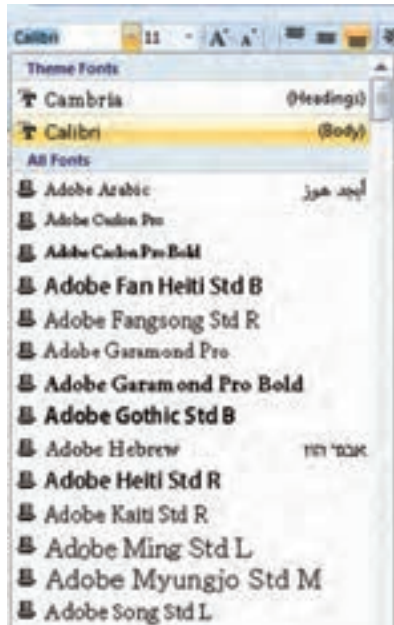 Calibri 11 A A
Theme Fonts
Cambria (Headings)
Calibri (Body)
All Fonts
Adobe Arabic أيجد هوز
Adobe Caslon Pro
Adobe Caslon Pro Bold
Adobe Fan Heiti Std B
Adobe Fangsong Std R
Adobe Garamond Pro
Adobe Garamond Pro Bold
Adobe Gothic Std B
Adobe Hebrew אבגד הוז
Adobe Heiti Std R
Adobe Kaiti Std R
Adobe Ming Std L
Adobe Myungjo Std M
Adobe Song Std L